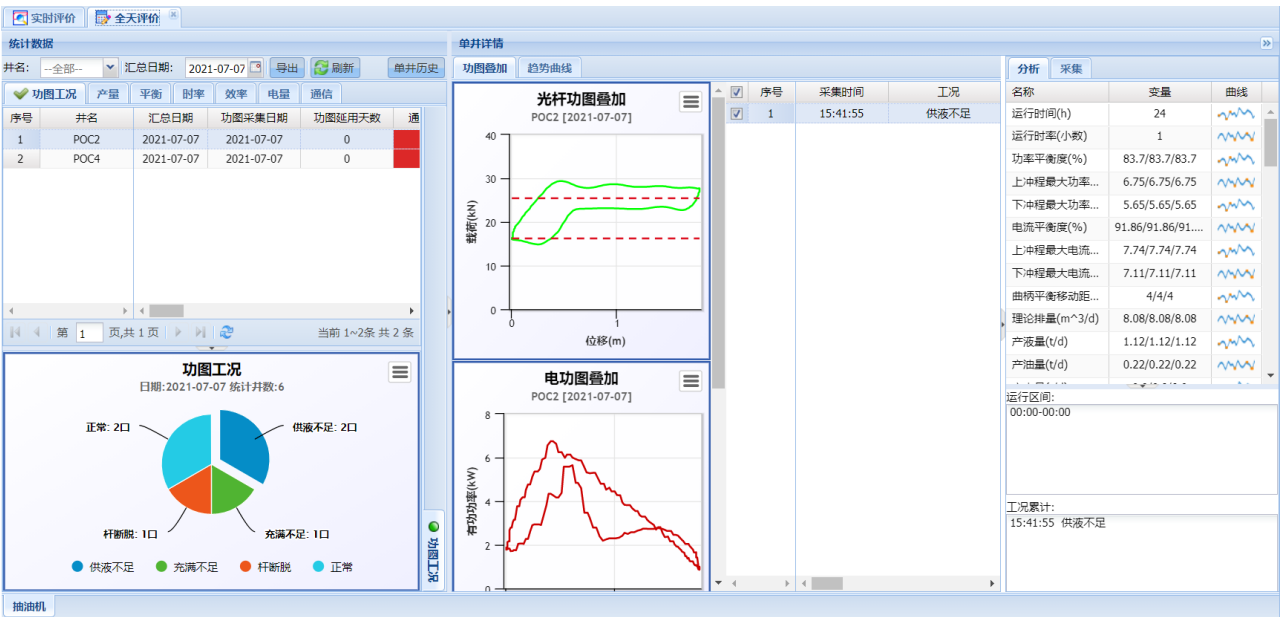 实时评价 全天评价
统计数据
井名: --全部-- 汇总日期: 2021-07-07 导出 刷新 单井历史
功图工况 产量 平衡 时率 效率 电量 通信
序号 井名 汇总日期 功图采集日期 功图延用天数 通
1 POC2 2021-07-07 2021-07-07 0
2 POC4 2021-07-07 2021-07-07 0
第 1 页,共 1 页 当前 1~2条 共 2 条
功图工况
日期:2021-07-07 统计井数:6
正常: 2口 供液不足: 2口
杆断脱: 1口 充满不足: 1口
供液不足 充满不足 杆断脱 正常
功图工况
单井详情
功图叠加 趋势曲线
光杆功图叠加
POC2 [2021-07-07]
载荷(kN)
40
30
20
10
0
0 1
位移(m)
电功图叠加
POC2 [2021-07-07]
有功功率(kW)
8
6
4
2
0
序号 采集时间 工况
1 15:41:55 供液不足
分析 采集
名称 变量 曲线
运行时间(h) 24
运行时率(小数) 1
功率平衡度(%) 83.7/83.7/83.7
上冲程最大功率... 6.75/6.75/6.75
下冲程最大功率... 5.65/5.65/5.65
电流平衡度(%) 91.86/91.86/91....
上冲程最大电流... 7.74/7.74/7.74
下冲程最大电流... 7.11/7.11/7.11
曲柄平衡移动距... 4/4/4
理论排量(m^3/d) 8.08/8.08/8.08
产液量(t/d) 1.12/1.12/1.12
产油量(t/d) 0.22/0.22/0.22
运行区间:
00:00-00:00
工况累计:
15:41:55 供液不足
抽油机